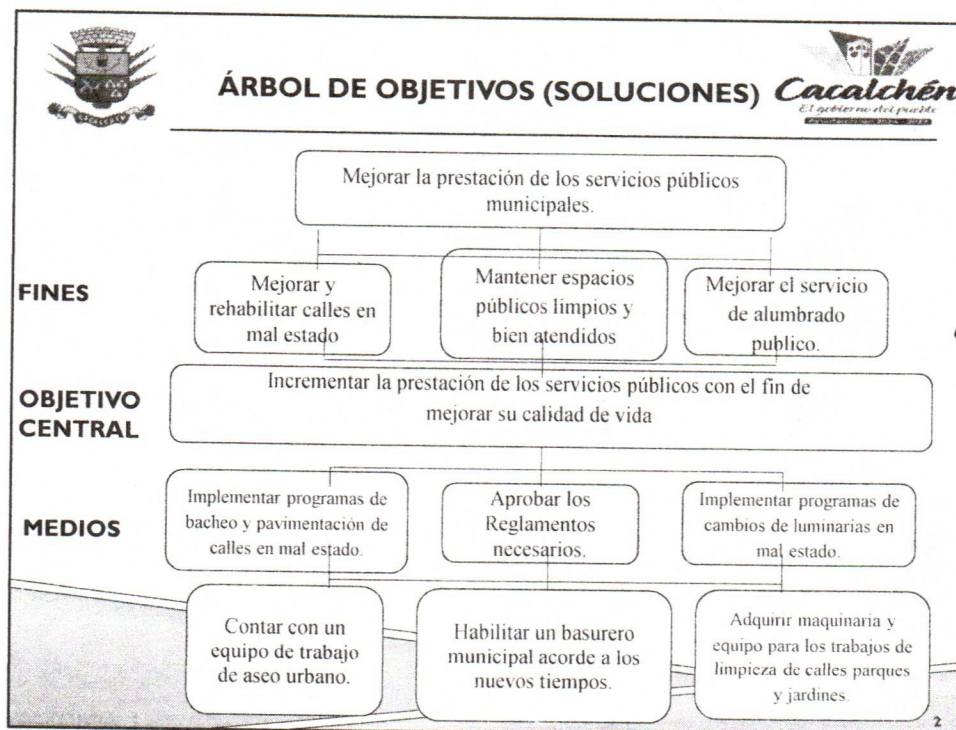 ÁRBOL DE OBJETIVOS (SOLUCIONES)
Cacalchén
El gobierno del pueblo
CACALCHEN
Mejorar la prestación de los servicios públicos
municipales.
FINES
Mejorar y
rehabilitar calles en
mal estado
Mantener espacios
públicos limpios y
bien atendidos
Mejorar el servicio
de alumbrado
publico.
OBJETIVO
CENTRAL
Incrementar la prestación de los servicios públicos con el fin de
mejorar su calidad de vida
MEDIOS
Implementar programas de
bacheo y pavimentación de
calles en mal estado.
Aprobar los
Reglamentos
necesarios.
Implementar programas de
cambios de luminarias en
mal estado.
Contar con un
equipo de trabajo
de aseo urbano.
Habilitar un basurero
municipal acorde a los
nuevos tiempos.
Adquirir maquinaria y
equipo para los trabajos de
limpieza de calles parques
y jardines.
2